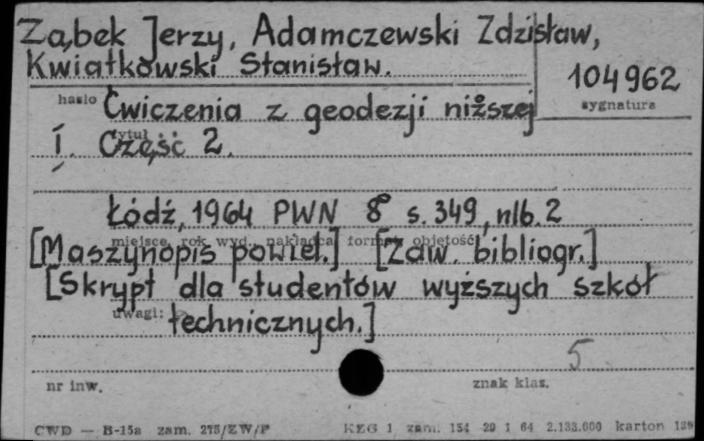 Ząbek Jerzy, Adamczewski Zdzisław,
Kwiatkowski Stanisław.
104962
hasło
sygnatura
Ćwiczenia z geodezji niższej
tytuł
I. Część 2.
Łódź, 1964 PWN 8° s. 349, nlb. 2
miejsce, rok wyd., nakładca format objętość
[Maszynopis powiel.] [Zaw. bibliogr.]
[Skrypt dla studentów wyższych szkół
uwagi:
technicznych.]
5
nr inw.
znak klas.
CWD — B-15a zam. 275/ZW/P
KEG 1 zam. 154 29 1 64 2.133.000 karton